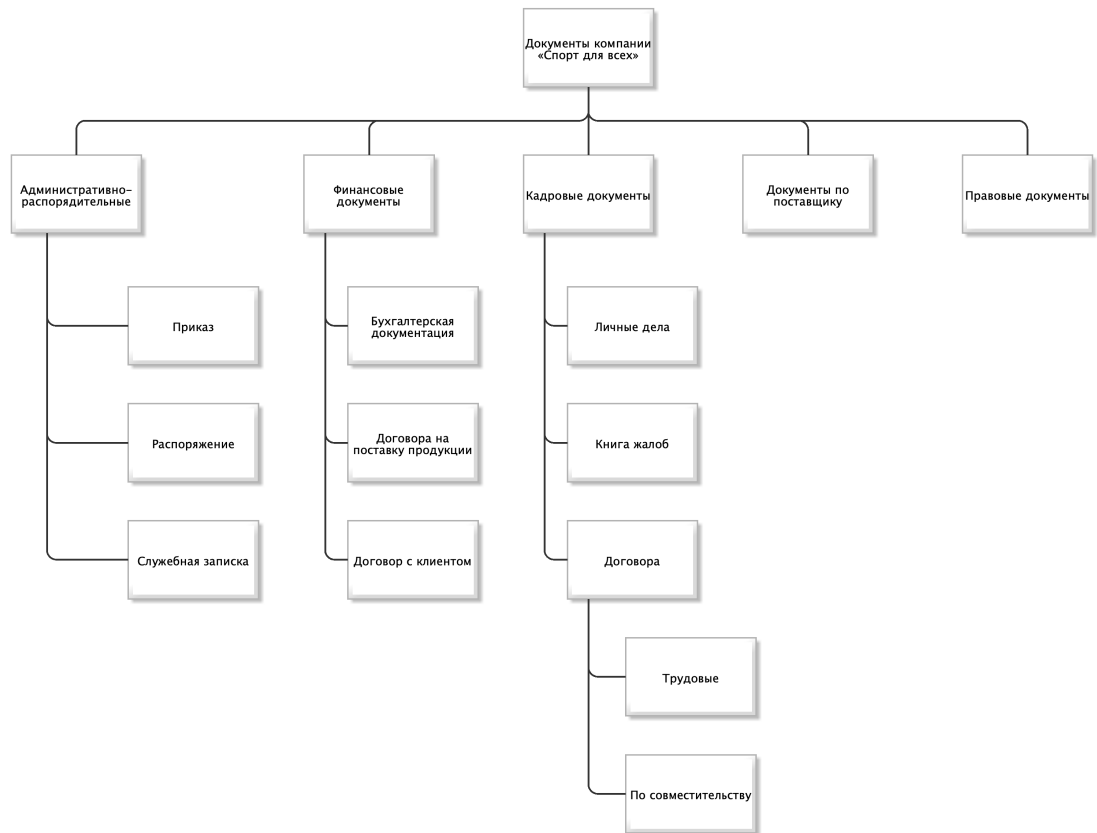 Документы компании
«Спорт для всех»
Административно-
распорядительные
Финансовые
документы
Кадровые документы
Документы по
поставщику
Правовые документы
Приказ
Бухгалтерская
документация
Личные дела
Распоряжение
Договора на
поставку продукции
Книга жалоб
Служебная записка
Договор с клиентом
Договора
Трудовые
По совместительству